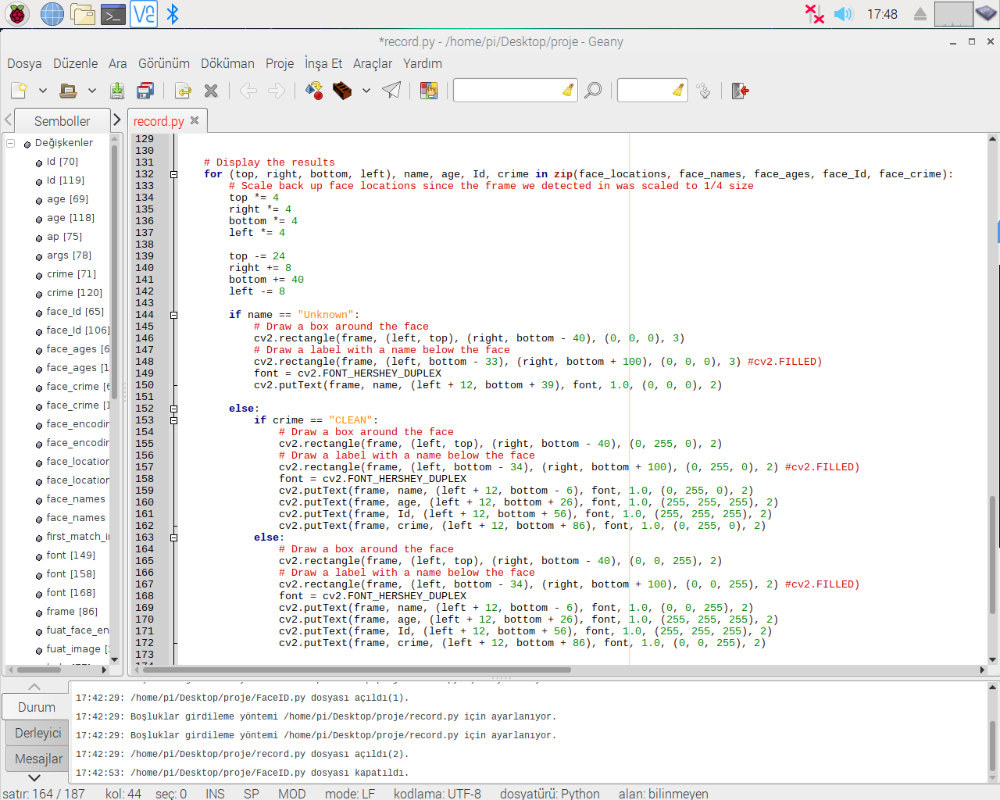 17:48
*record.py - /home/pi/Desktop/proje - Geany
Dosya Düzenle Ara Görünüm Döküman Proje İnşa Et Araçlar Yardım
Semboller
record.py
Değişkenler
Id [70]
Id [119]
age [69]
age [118]
ap [75]
args [78]
crime [71]
crime [120]
face_Id [65]
face_Id [106]
face_ages [6
face_ages [1
face_crime [6
face_crime [1
face_encodin
face_encodin
face_location
face_location
face_names
face_names
first_match_i
font [149]
font [158]
font [168]
frame [86]
fuat_face_en
fuat_image [
129
130
131 # Display the results
132 for (top, right, bottom, left), name, age, Id, crime in zip(face_locations, face_names, face_ages, face_Id, face_crime):
133 # Scale back up face locations since the frame we detected in was scaled to 1/4 size
134 top *= 4
135 right *= 4
136 bottom *= 4
137 left *= 4
138
139 top -= 24
140 right += 8
141 bottom += 40
142 left -= 8
143
144 if name == "Unknown":
145 # Draw a box around the face
146 cv2.rectangle(frame, (left, top), (right, bottom - 40), (0, 0, 0), 3)
147 # Draw a label with a name below the face
148 cv2.rectangle(frame, (left, bottom - 33), (right, bottom + 100), (0, 0, 0), 3) #cv2.FILLED)
149 font = cv2.FONT_HERSHEY_DUPLEX
150 cv2.putText(frame, name, (left + 12, bottom + 39), font, 1.0, (0, 0, 0), 2)
151
152 else:
153 if crime == "CLEAN":
154 # Draw a box around the face
155 cv2.rectangle(frame, (left, top), (right, bottom - 40), (0, 255, 0), 2)
156 # Draw a label with a name below the face
157 cv2.rectangle(frame, (left, bottom - 34), (right, bottom + 100), (0, 255, 0), 2) #cv2.FILLED)
158 font = cv2.FONT_HERSHEY_DUPLEX
159 cv2.putText(frame, name, (left + 12, bottom - 6), font, 1.0, (0, 255, 0), 2)
160 cv2.putText(frame, age, (left + 12, bottom + 26), font, 1.0, (255, 255, 255), 2)
161 cv2.putText(frame, Id, (left + 12, bottom + 56), font, 1.0, (255, 255, 255), 2)
162 cv2.putText(frame, crime, (left + 12, bottom + 86), font, 1.0, (0, 255, 0), 2)
163 else:
164 # Draw a box around the face
165 cv2.rectangle(frame, (left, top), (right, bottom - 40), (0, 0, 255), 2)
166 # Draw a label with a name below the face
167 cv2.rectangle(frame, (left, bottom - 34), (right, bottom + 100), (0, 0, 255), 2) #cv2.FILLED)
168 font = cv2.FONT_HERSHEY_DUPLEX
169 cv2.putText(frame, name, (left + 12, bottom - 6), font, 1.0, (0, 0, 255), 2)
170 cv2.putText(frame, age, (left + 12, bottom + 26), font, 1.0, (255, 255, 255), 2)
171 cv2.putText(frame, Id, (left + 12, bottom + 56), font, 1.0, (255, 255, 255), 2)
172 cv2.putText(frame, crime, (left + 12, bottom + 86), font, 1.0, (0, 0, 255), 2)
173
Durum
Derleyici
Mesajlar
17:42:29: /home/pi/Desktop/proje/FaceID.py dosyası açıldı(1).
17:42:29: Boşluklar girdileme yöntemi /home/pi/Desktop/proje/record.py için ayarlanıyor.
17:42:29: Boşluklar girdileme yöntemi /home/pi/Desktop/proje/record.py için ayarlanıyor.
17:42:29: /home/pi/Desktop/proje/record.py dosyası açıldı(2).
17:42:53: /home/pi/Desktop/proje/FaceID.py dosyası kapatıldı.
satır: 164 / 187 kol: 44 seç: 0 INS SP MOD mode: LF kodlama: UTF-8 dosyatürü: Python alan: bilinmeyen